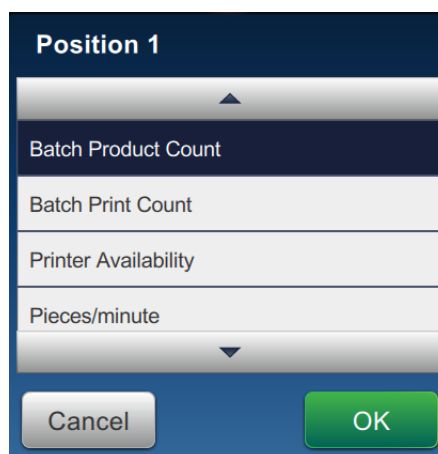 Position 1
Batch Product Count
Batch Print Count
Printer Availability
Pieces/minute
Cancel
OK